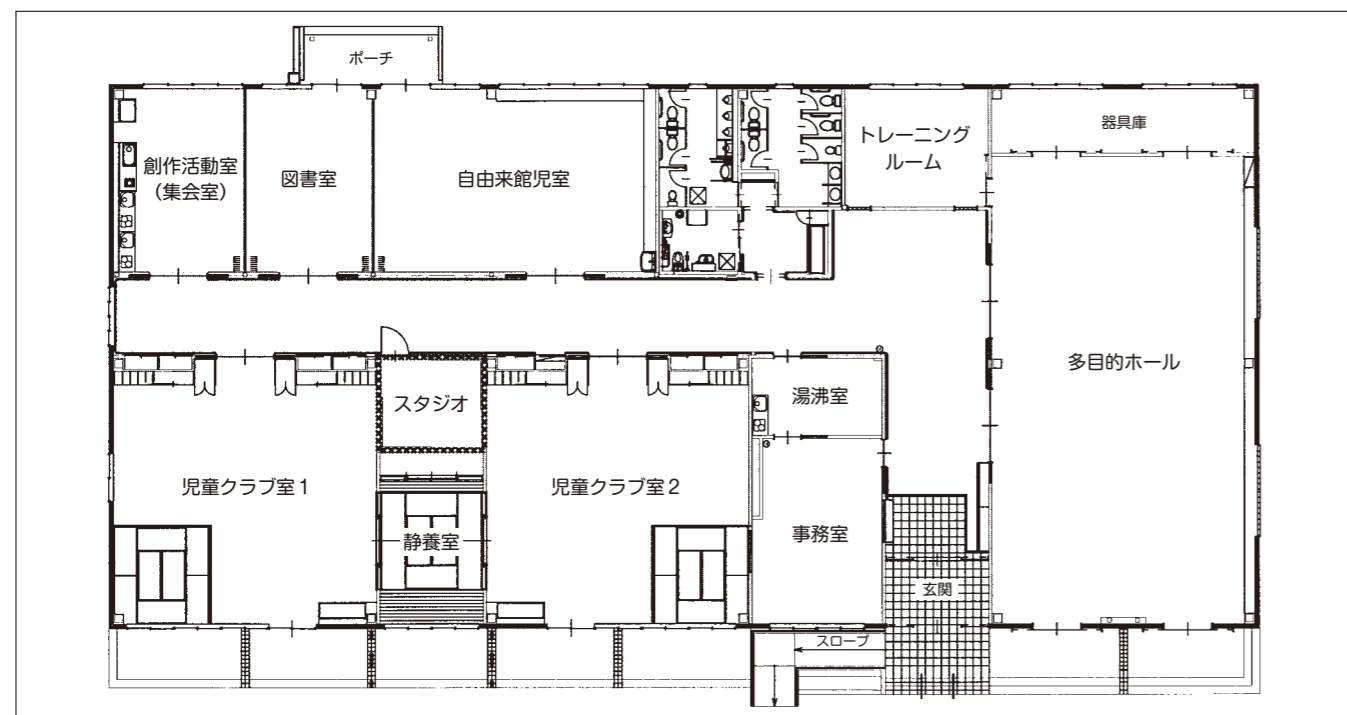 ポーチ
創作活動室
（集会室）
図書室
自由来館児室
トレーニング
ルーム
器具庫
多目的ホール
スタジオ
湯沸室
児童クラブ室1
児童クラブ室2
静養室
事務室
玄関
スロープ